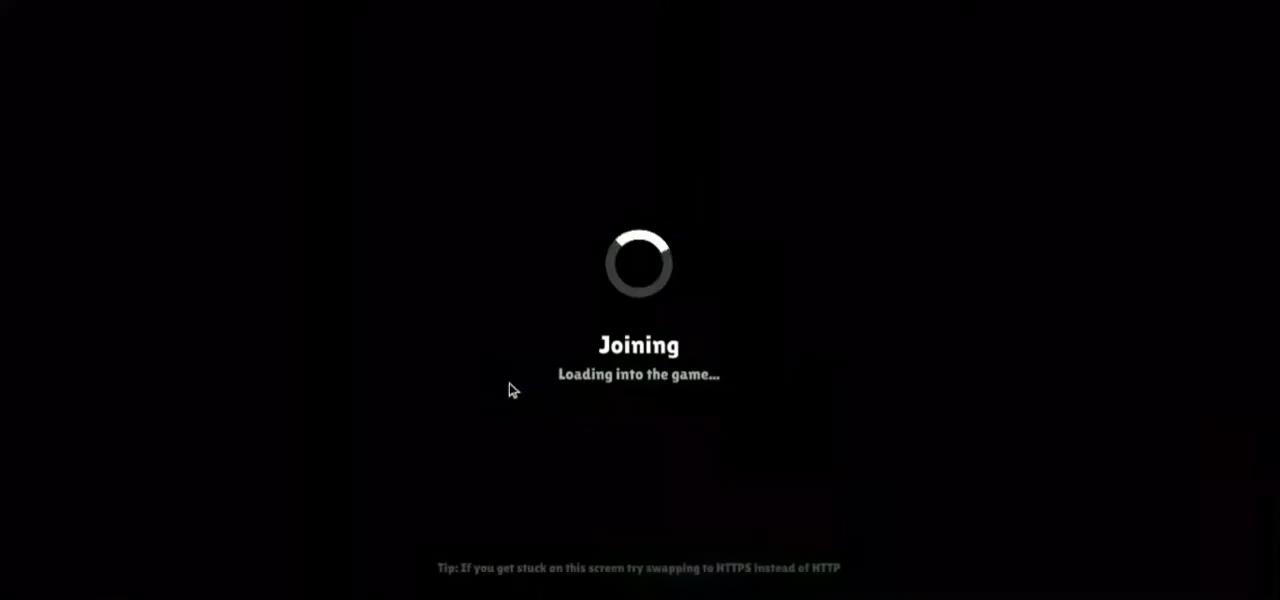 Joining
Loading into the game...
Tip: If you get stuck on this screen try swapping to HTTPS instead of HTTP